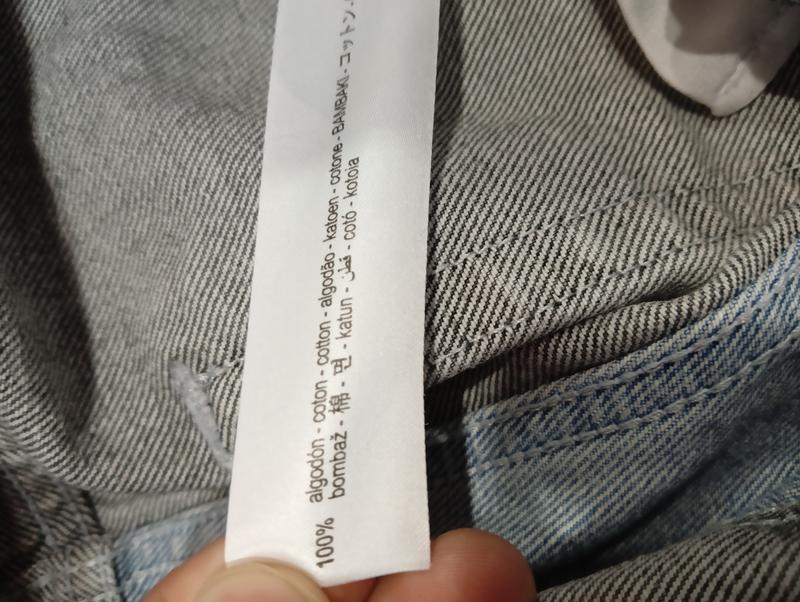 100% algodón - coton - cotton - algodão - katoen - cotone - ΒΑΜΒΑΚΙ - コットン -
bombaž - 棉 - 면 - katun - قطن - cotó - kotoia